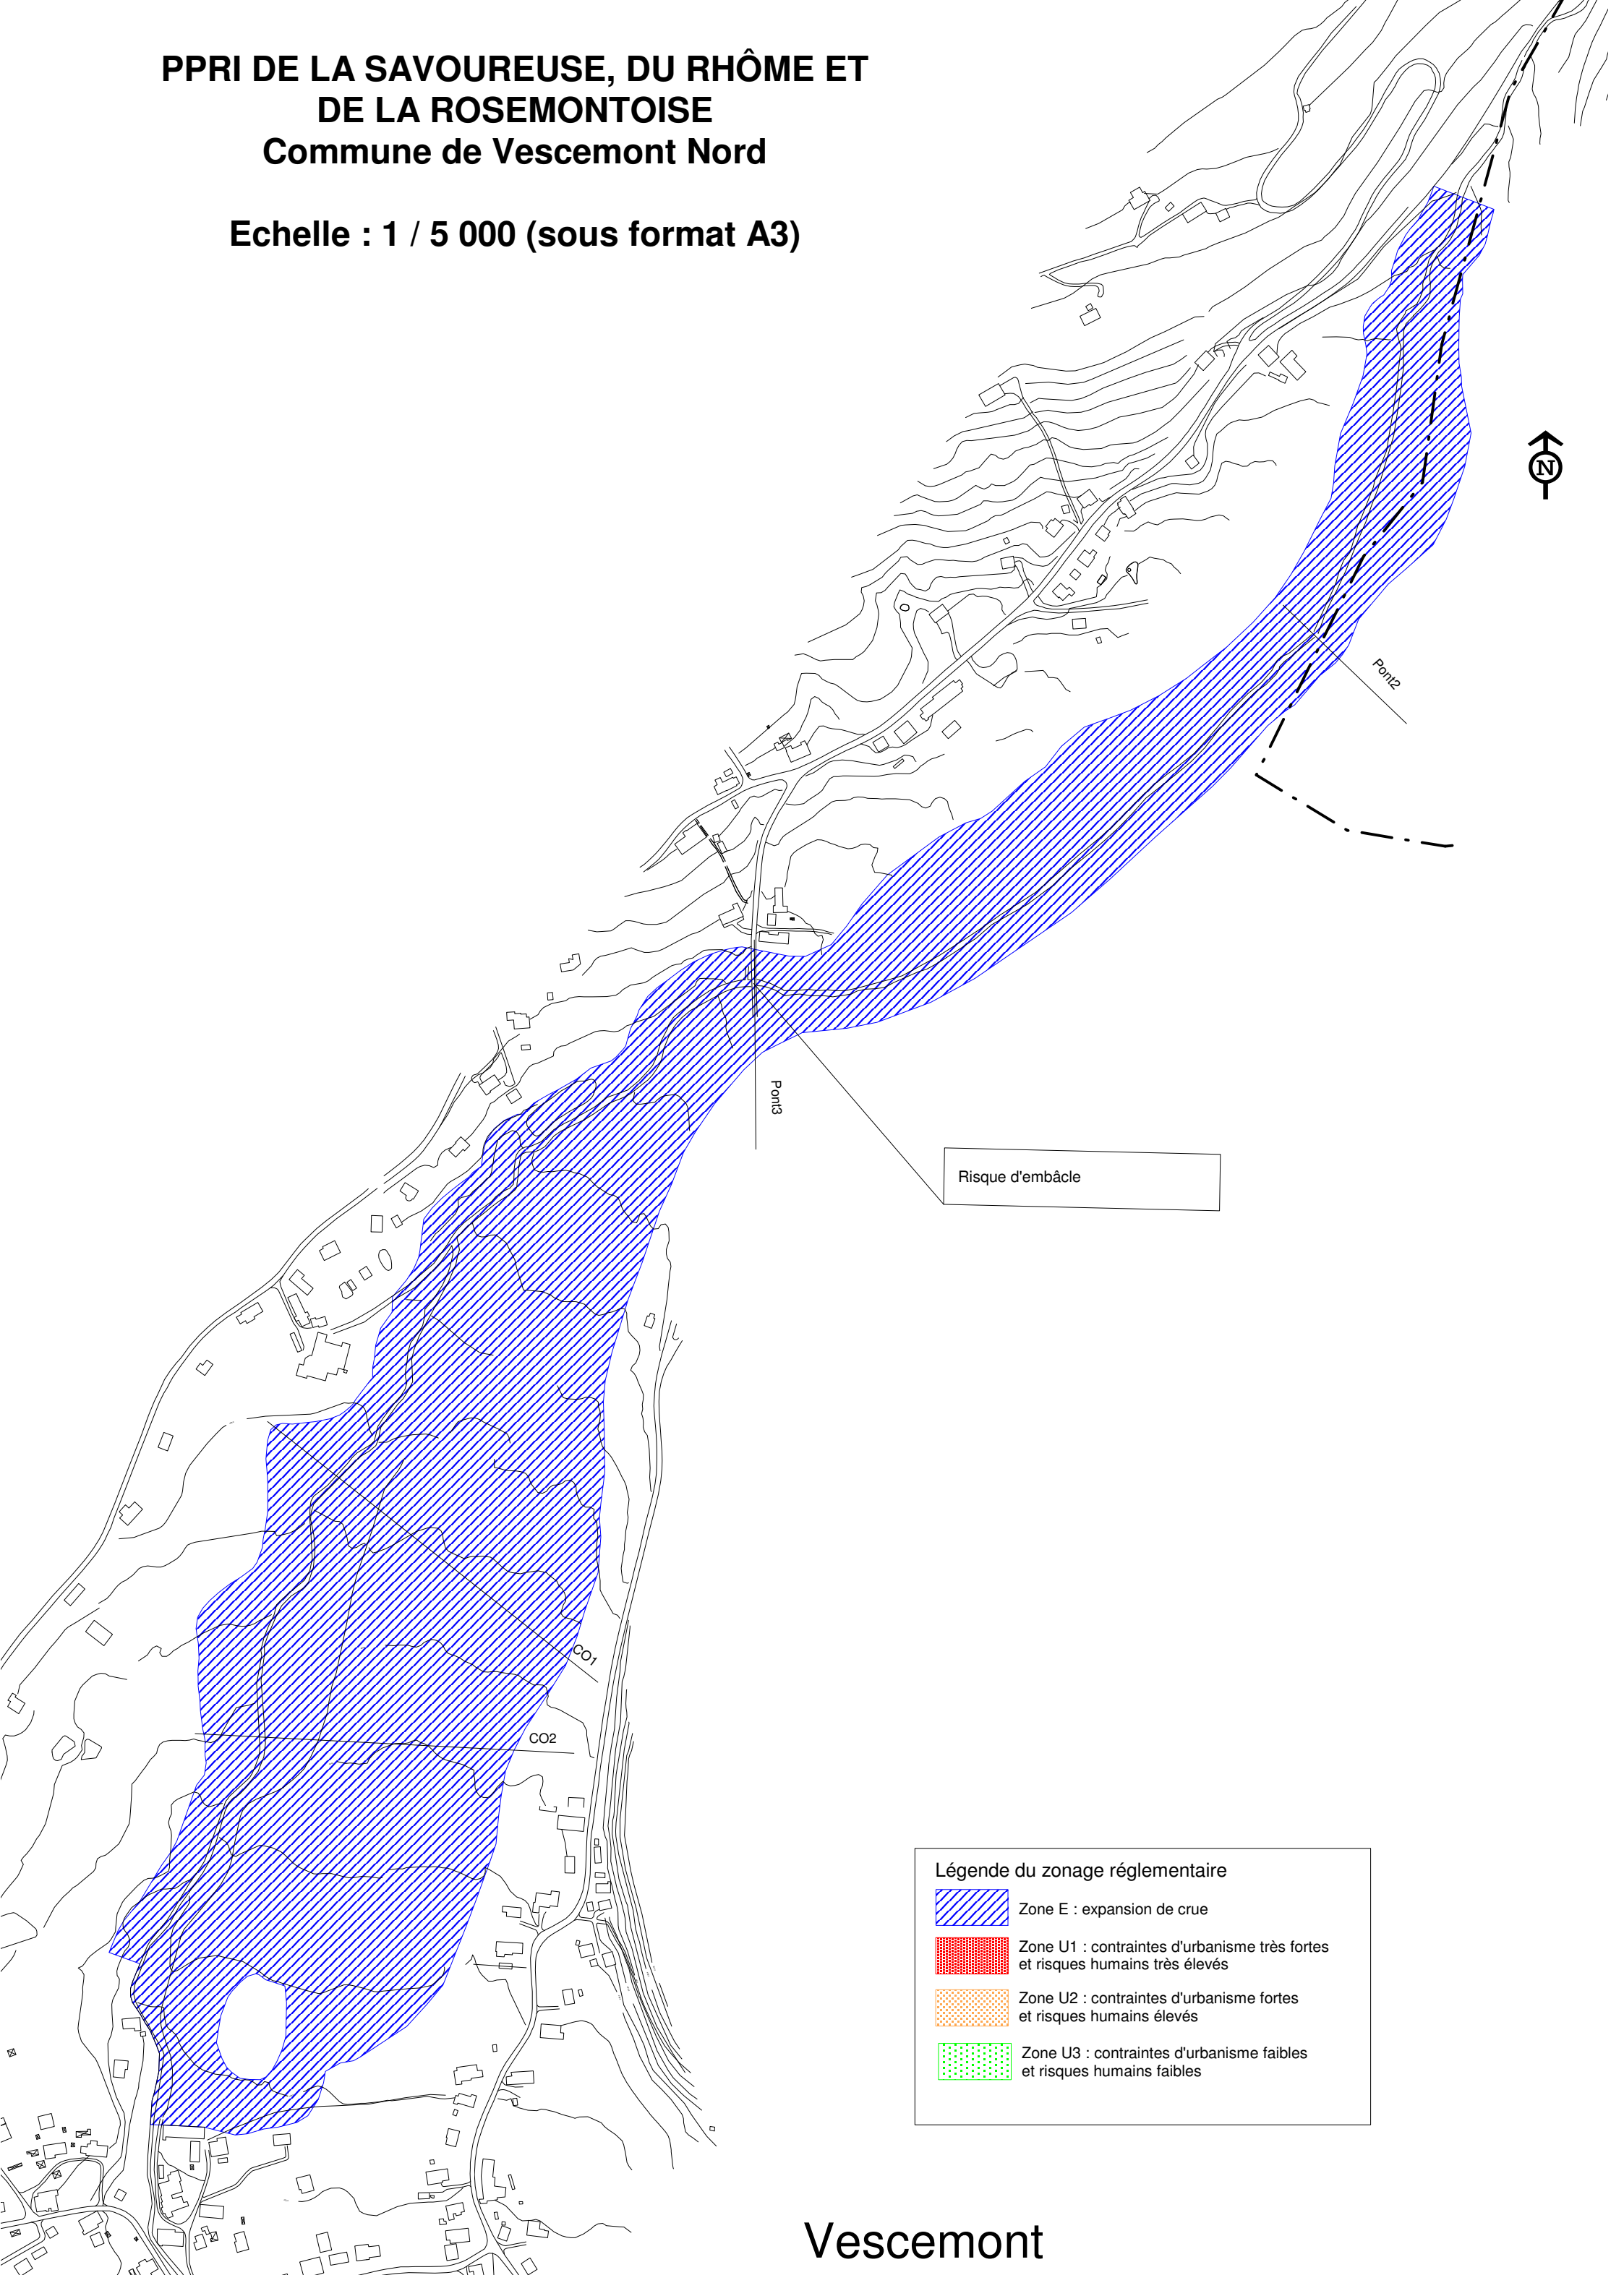 PPRI DE LA SAVOUREUSE, DU RHÔME ET
DE LA ROSEMONTOISE
Commune de Vescemont Nord
Echelle : 1 / 5 000 (sous format A3)
N
Pont2
Pont3
Risque d'embâcle
CO1
CO2
Légende du zonage réglementaire
Zone E : expansion de crue
Zone U1 : contraintes d'urbanisme très fortes
et risques humains très élevés
Zone U2 : contraintes d'urbanisme fortes
et risques humains élevés
Zone U3 : contraintes d'urbanisme faibles
et risques humains faibles
Vescemont